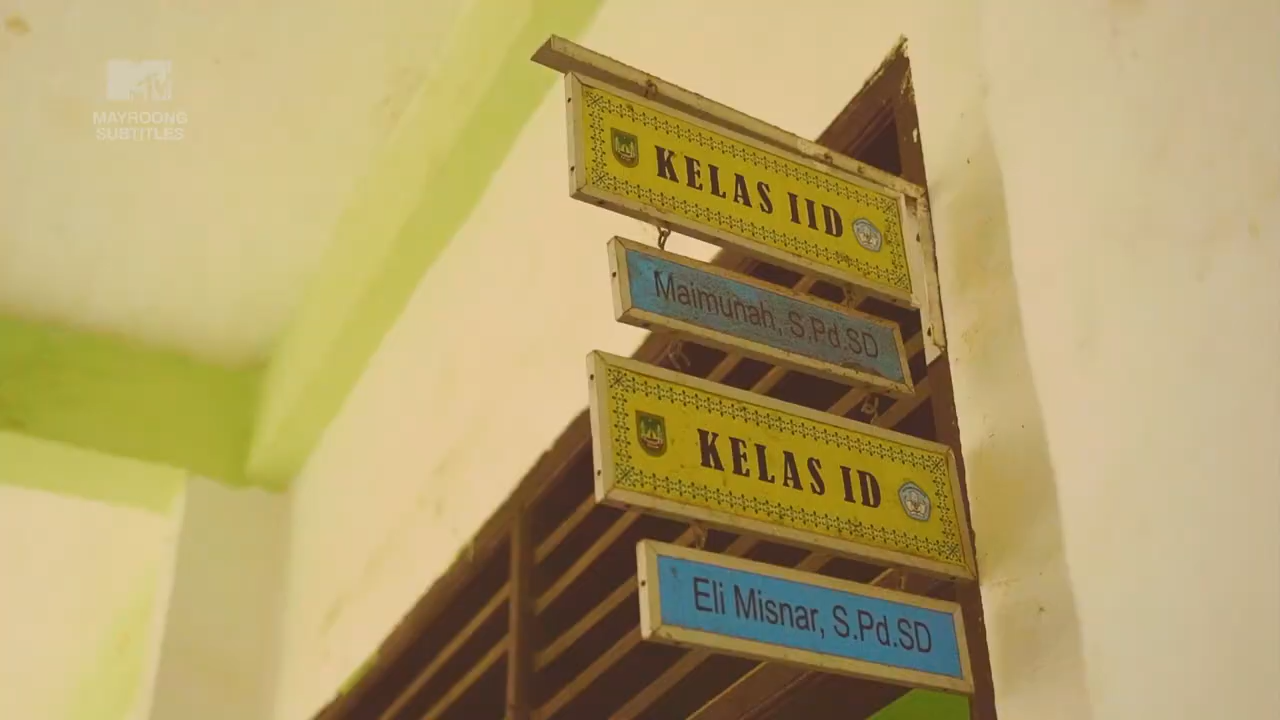 MTV
MAYROONG
SUBTITLES
KELAS IID
Maimunah, S.Pd.SD
KELAS ID
Eli Misnar, S.Pd.SD